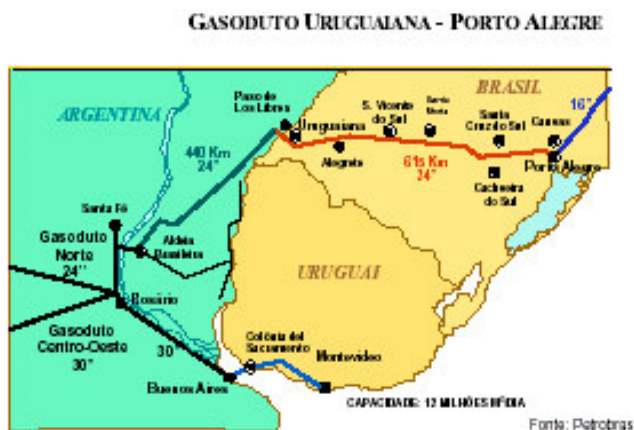 GASODUTO URUGUAIANA - PORTO ALEGRE
BRASIL
ARGENTINA
Paso de
Los Libres
Uruguaiana
S. Vicente
do Sul
Santa
Maria
Santa
Cruz do Sul
Canoas
16"
440 Km
24"
Alegrete
615 Km
24"
Porto Alegre
Cachoeira
do Sul
Santa Fé
Gasoduto
Norte
24"
Aldeia
Brasileira
URUGUAI
Rosário
Gasoduto
Centro-Oeste
30"
30"
Colônia del
Sacramento
Montevideo
Buenos Aires
CAPACIDADE: 12 MILHÕES M³/DIA
Fonte: Petrobras